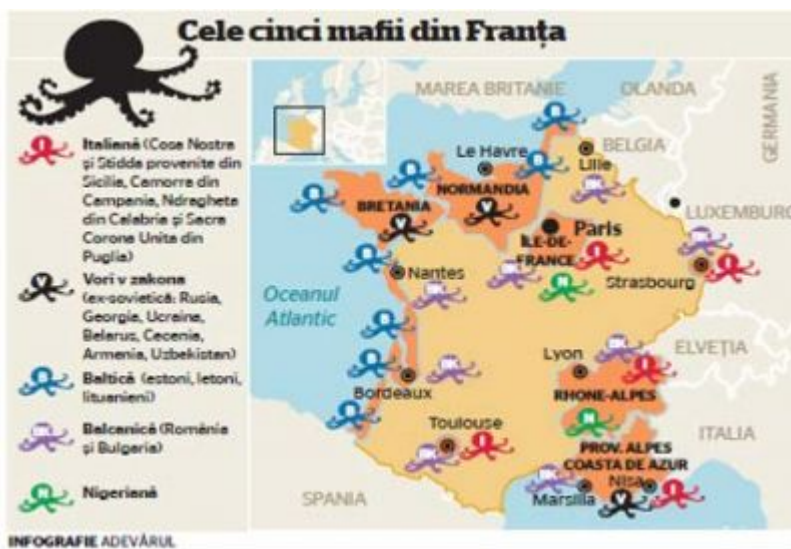 Cele cinci mafii din Franța
Italiană (Cosa Nostra
și Stidda provenite din
Sicilia, Camorra din
Campania, Ndragheta
din Calabria și Sacra
Corona Unita din
Puglia)
Vori v zakona
(ex-sovietică: Rusia,
Georgia, Ucraina,
Belarus, Cecenia,
Armenia, Uzbekistan)
Baltică (estoni, letoni,
lituanieni)
Balcanică (România
și Bulgaria)
Nigeriană
MAREA BRITANIE
OLANDA
GERMANIA
BELGIA
Lille
Le Havre
NORMANDIA
BRETANIA
LUXEMBURG
Paris
ÎLE-DE-
FRANCE
Strasbourg
Nantes
Oceanul
Atlantic
Lyon
ELVEȚIA
RHONE-ALPES
Bordeaux
Toulouse
PROV. ALPES
COASTA DE AZUR
ITALIA
Nisa
Marsilia
SPANIA
INFOGRAFIE ADEVĂRUL